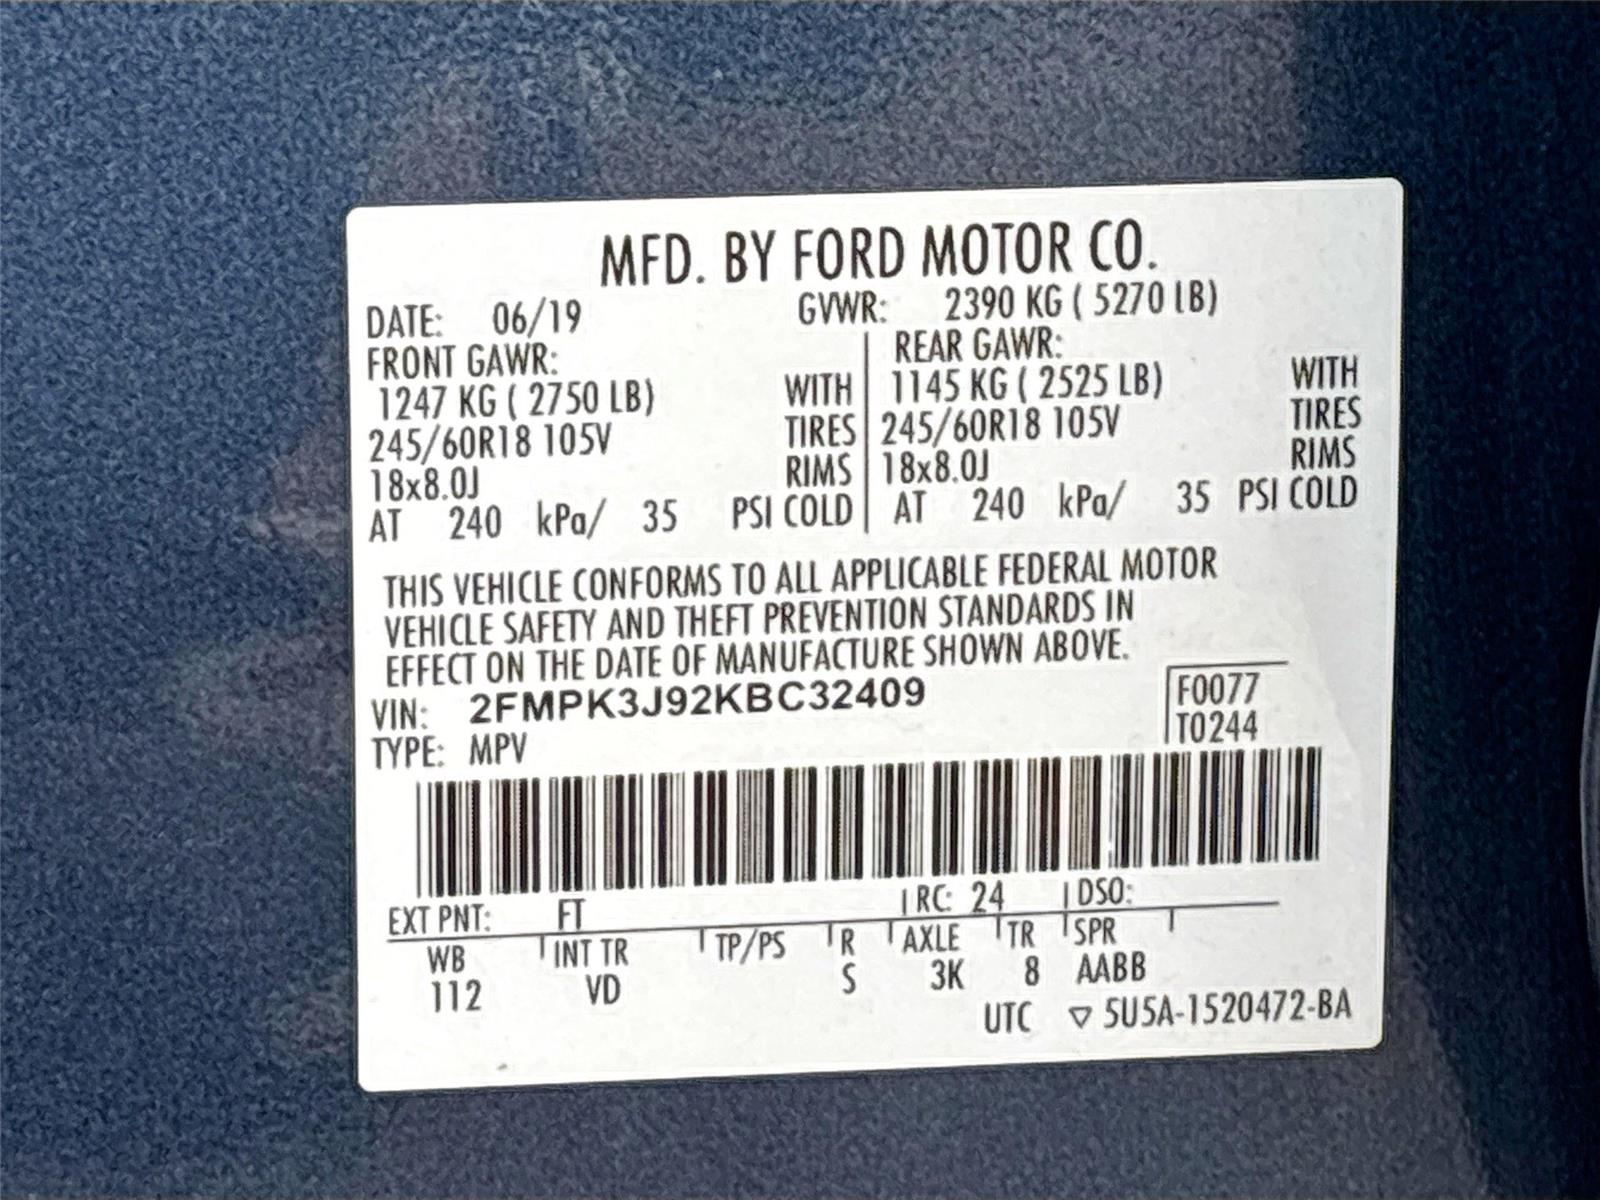 MFD. BY FORD MOTOR CO.
DATE: 06/19 GVWR: 2390 KG ( 5270 LB)
FRONT GAWR: REAR GAWR:
1247 KG ( 2750 LB) WITH 1145 KG ( 2525 LB) WITH
245/60R18 105V TIRES 245/60R18 105V TIRES
18x8.0J RIMS 18x8.0J RIMS
AT 240 kPa/ 35 PSI COLD AT 240 kPa/ 35 PSI COLD
THIS VEHICLE CONFORMS TO ALL APPLICABLE FEDERAL MOTOR
VEHICLE SAFETY AND THEFT PREVENTION STANDARDS IN
EFFECT ON THE DATE OF MANUFACTURE SHOWN ABOVE.
VIN: 2FMPK3J92KBC32409 F0077
TYPE: MPV T0244
EXT PNT: FT RC: 24 DSO:
WB INT TR TP/PS R AXLE TR SPR
112 VD S 3K 8 AABB
UTC ▽ 5U5A-1520472-BA